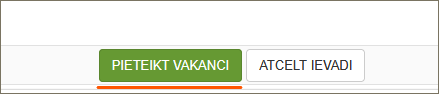 PIETEIKT VAKANCI ATCELT IEVADI